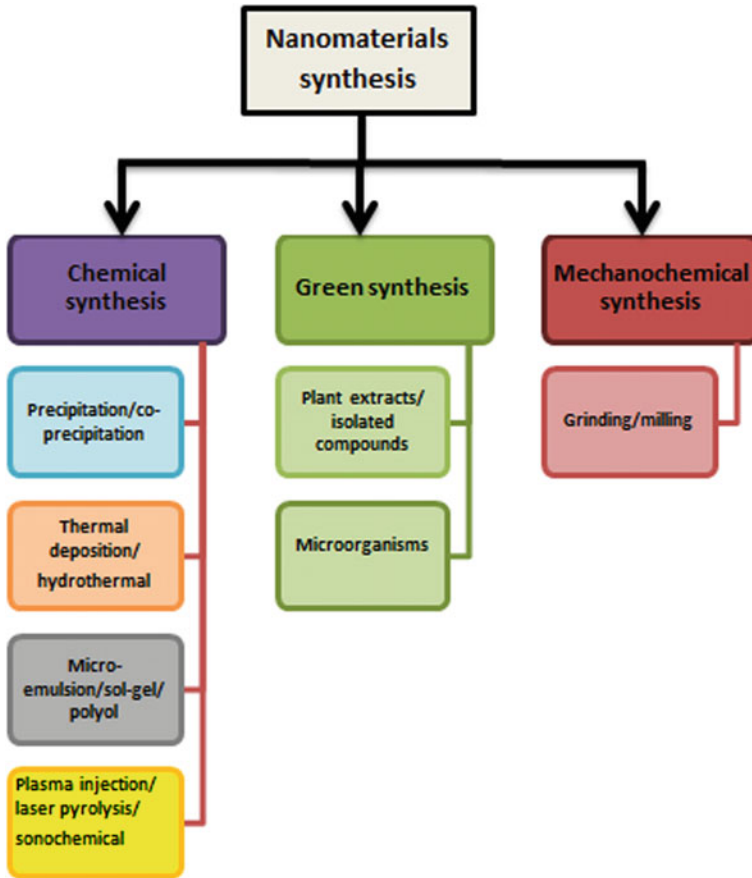 Nanomaterials
synthesis
Chemical
synthesis
Precipitation/co-
precipitation
Thermal
deposition/
hydrothermal
Micro-
emulsion/sol-gel/
polyol
Plasma injection/
laser pyrolysis/
sonochemical
Green synthesis
Plant extracts/
isolated
compounds
Microorganisms
Mechanochemical
synthesis
Grinding/milling